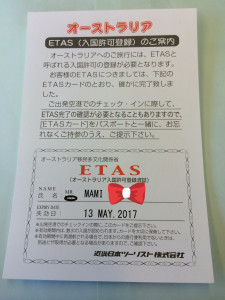 オーストラリア
ETAS（入国許可登録）のご案内
オーストラリアへのご旅行には、ETASと
呼ばれる入国許可の登録が必要となります。
お客様のETASにつきましては、下記の
ETASカードのとおり、確かに完了致しま
した。
ご出発空港でのチェック・インに際して、
ETAS完了の確認が必要となることもありますので、
【ETASカード】をパスポートと一緒に、お忘
れなくご持参のうえ、ご提示下さい。
オーストラリア移民多文化関係省
ETAS
（オーストラリア入国許可登録確認）
NAME
氏 名
MR.
MAMI
EXPIRY DATE
失効日
13 MAY. 2017
近畿日本ツーリスト株式会社